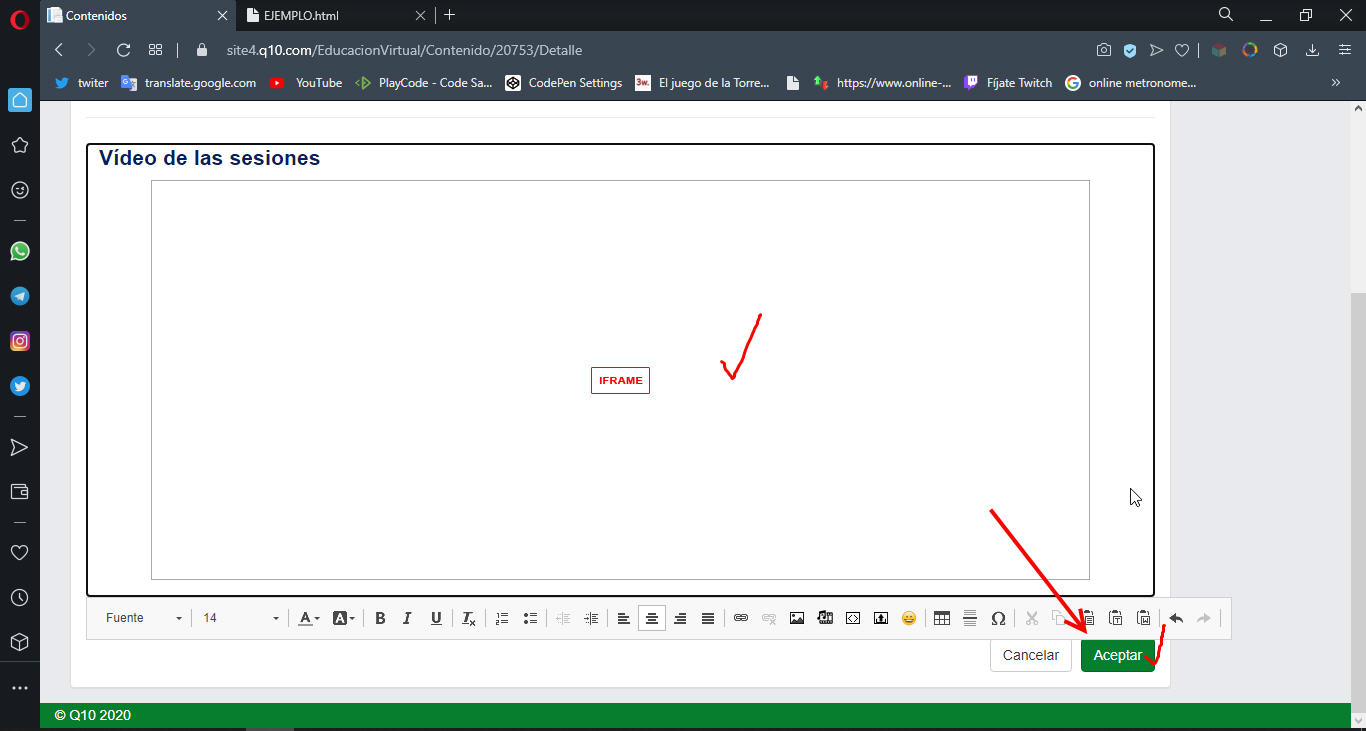 Contenidos
EJEMPLO.html
site4.q10.com/EducacionVirtual/Contenido/20753/Detalle
twiter
translate.google.com
YouTube
PlayCode - Code Sa...
CodePen Settings
3w.
El juego de la Torre...
https://www.online-...
Fíjate Twitch
online metronome...
Vídeo de las sesiones
IFRAME
Fuente
14
A
A
B
I
U
Ω
Cancelar
Aceptar
© Q10 2020